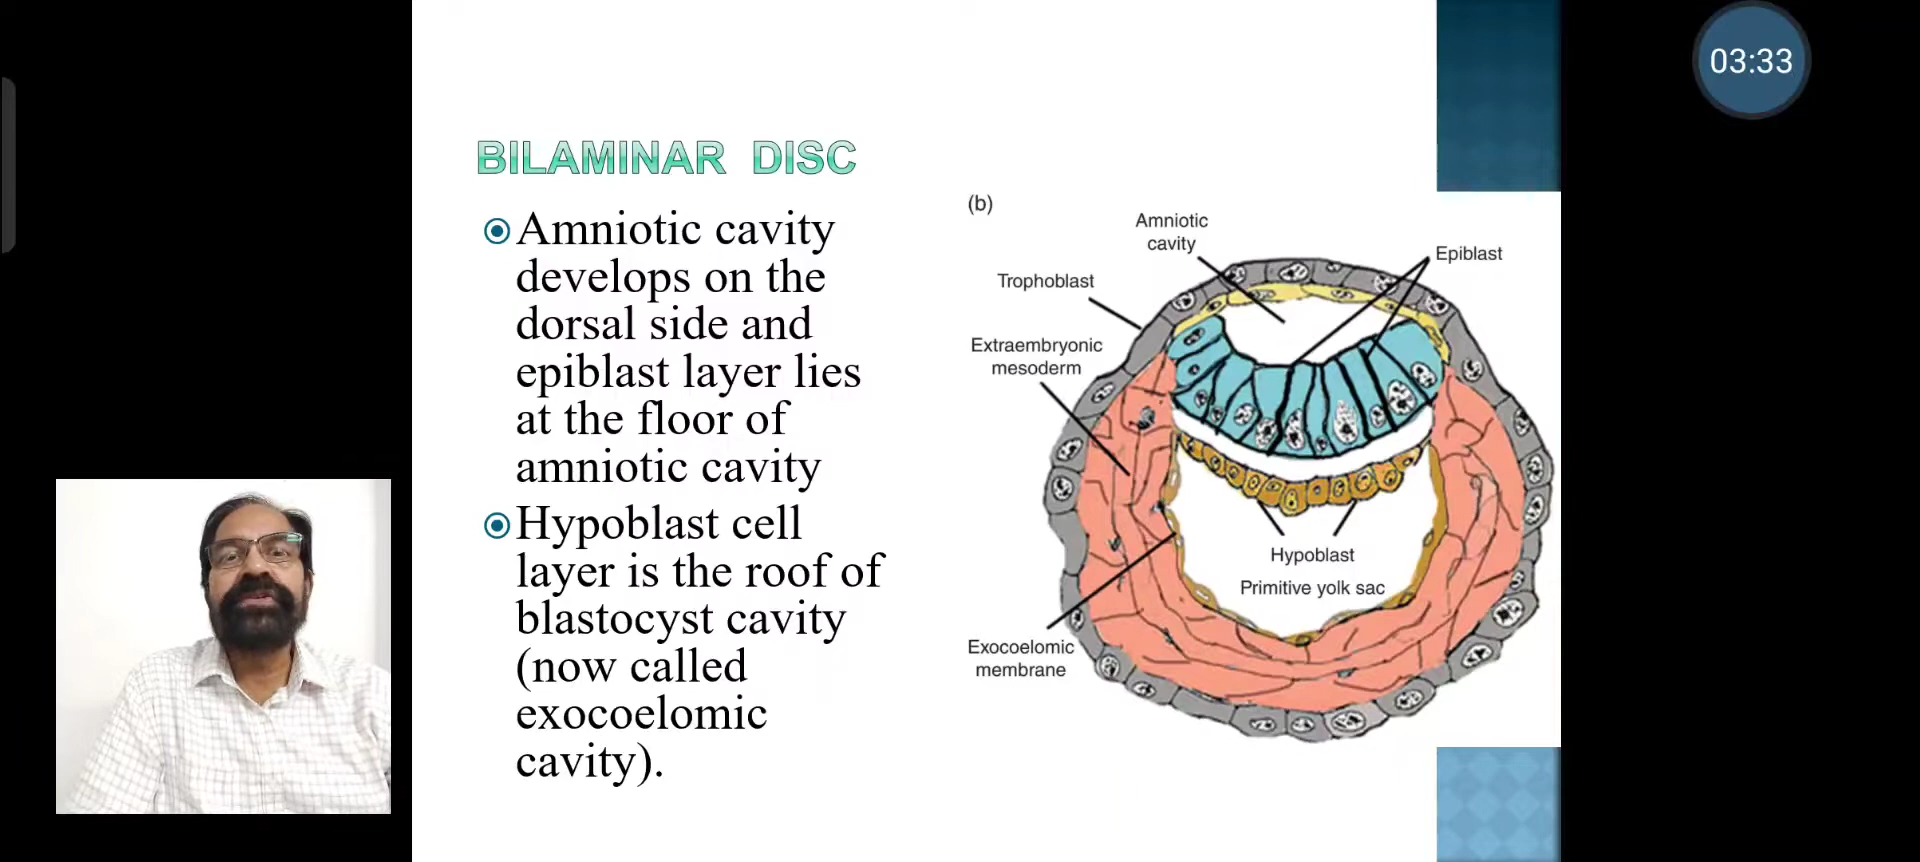 03:33
BILAMINAR DISC
Amniotic cavity
develops on the
dorsal side and
epiblast layer lies
at the floor of
amniotic cavity
Hypoblast cell
layer is the roof of
blastocyst cavity
(now called
exocoelomic
cavity).
(b)
Amniotic
cavity
Epiblast
Trophoblast
Extraembryonic
mesoderm
Hypoblast
Primitive yolk sac
Exocoelomic
membrane